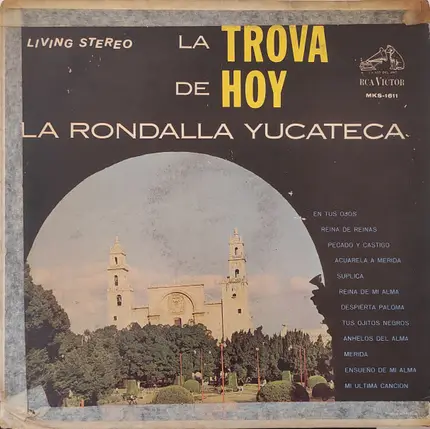 LIVING STEREO
LA TROVA
DE HOY
RCA VICTOR
MKS-1611
LA RONDALLA YUCATECA
EN TUS OJOS
REINA DE REINAS
PECADO Y CASTIGO
ACUARELA A MERIDA
SUPLICA
REINA DE MI ALMA
DESPIERTA PALOMA
TUS OJITOS NEGROS
ANHELOS DEL ALMA
MERIDA
ENSUEÑO DE MI ALMA
MI ULTIMA CANCION